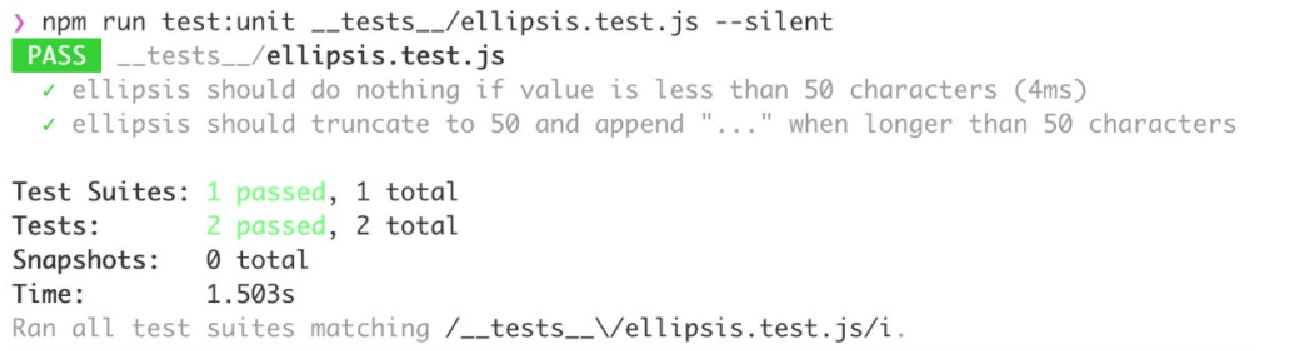 ❯ npm run test:unit __tests__/ellipsis.test.js --silent
PASS __tests__/ellipsis.test.js
✓ ellipsis should do nothing if value is less than 50 characters (4ms)
✓ ellipsis should truncate to 50 and append "..." when longer than 50 characters
Test Suites: 1 passed, 1 total
Tests: 2 passed, 2 total
Snapshots: 0 total
Time: 1.503s
Ran all test suites matching /__tests__\/ellipsis.test.js/i.